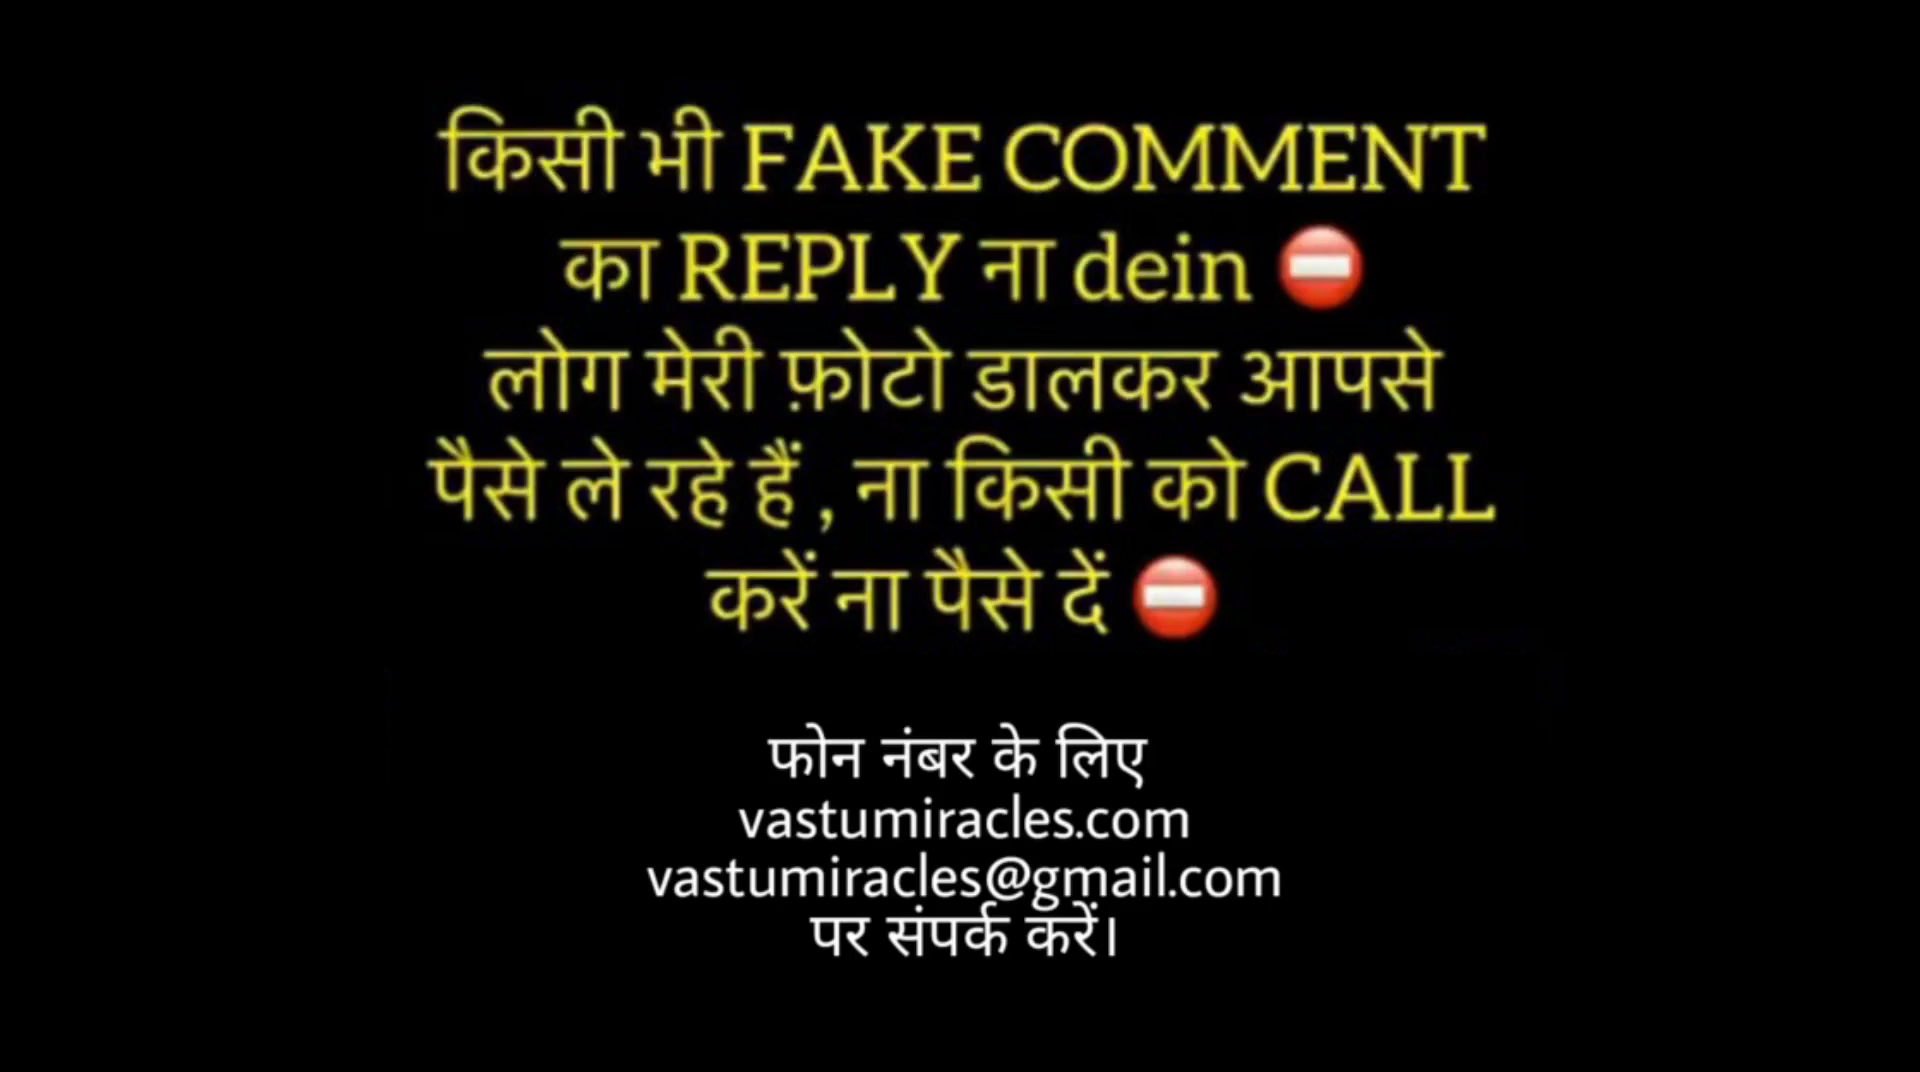 किसी भी FAKE COMMENT
का REPLY ना dein ⛔
लोग मेरी फ़ोटो डालकर आपसे
पैसे ले रहे हैं , ना किसी को CALL
करें ना पैसे दें ⛔
फोन नंबर के लिए
vastumiracles.com
vastumiracles@gmail.com
पर संपर्क करें।